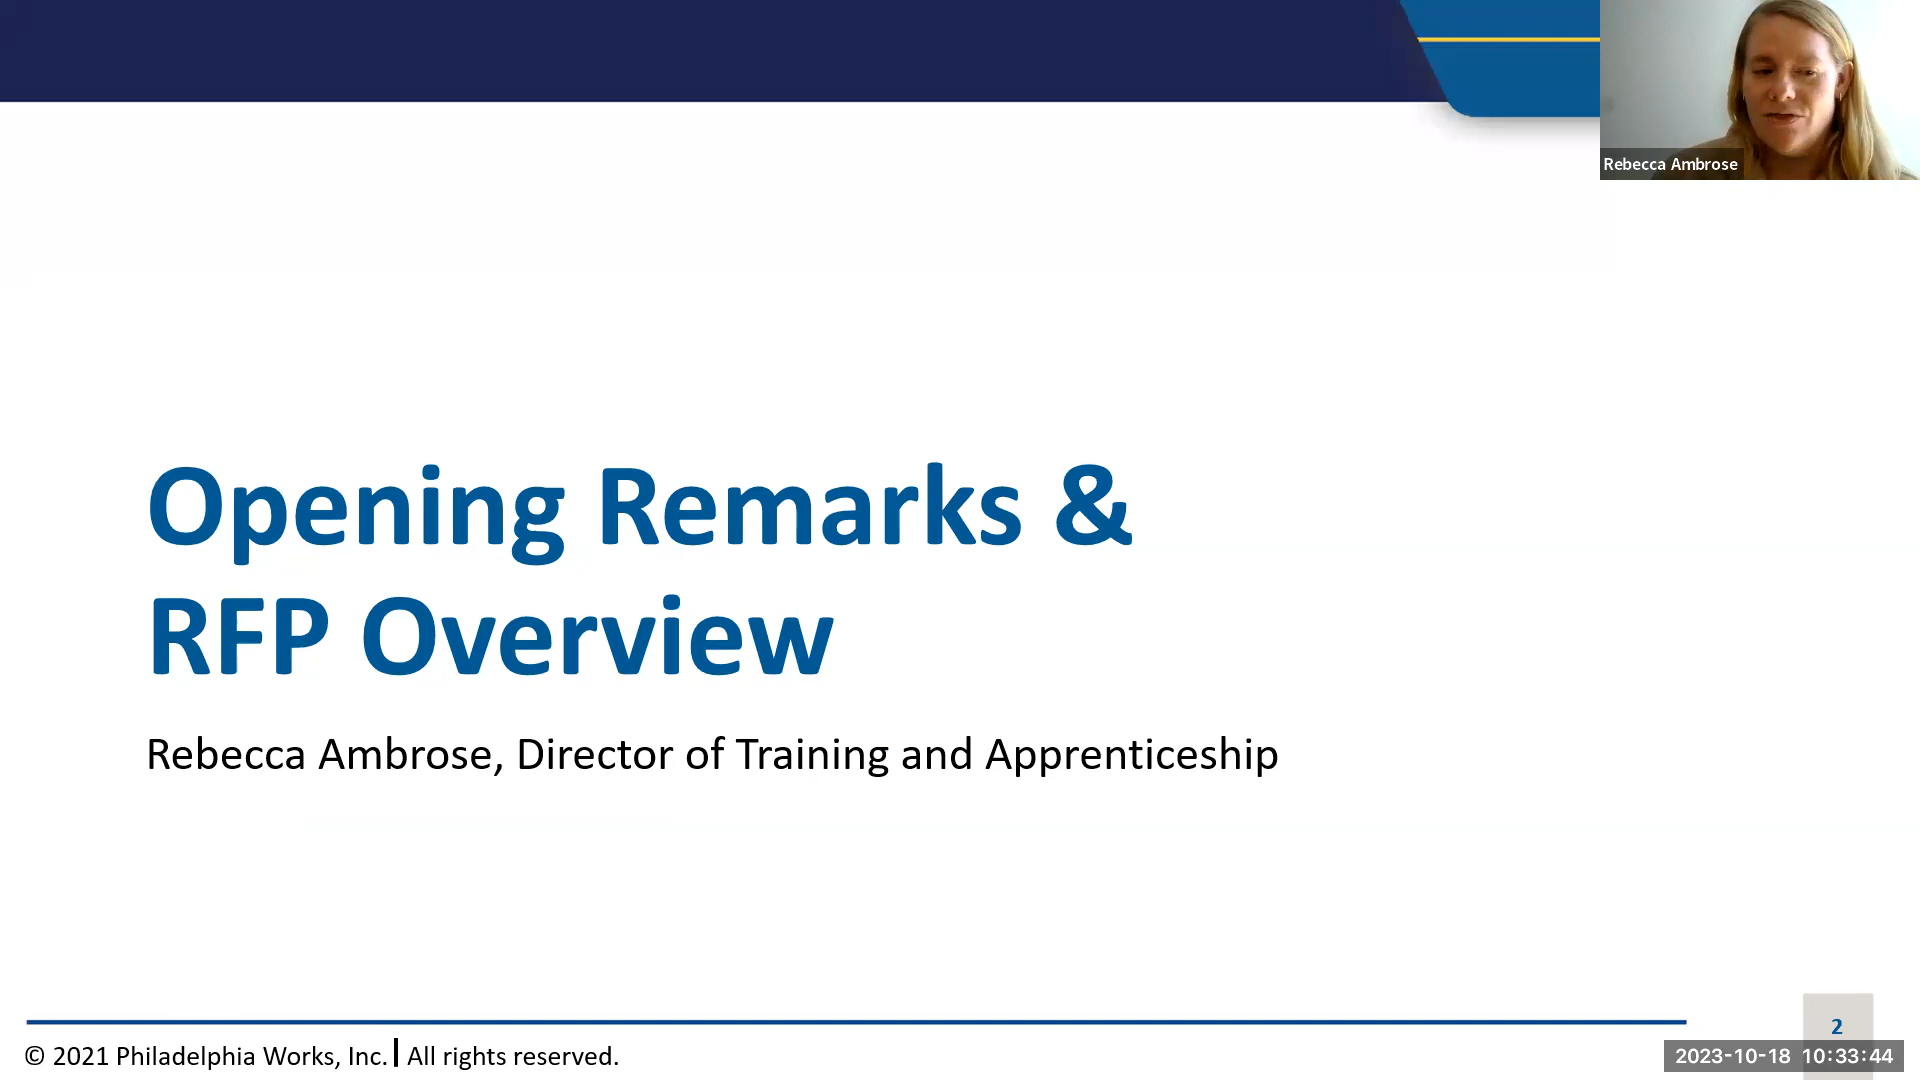 Rebecca Ambrose
Opening Remarks &
RFP Overview
Rebecca Ambrose, Director of Training and Apprenticeship
2
© 2021 Philadelphia Works, Inc. | All rights reserved.
2023-10-18 10:33:44